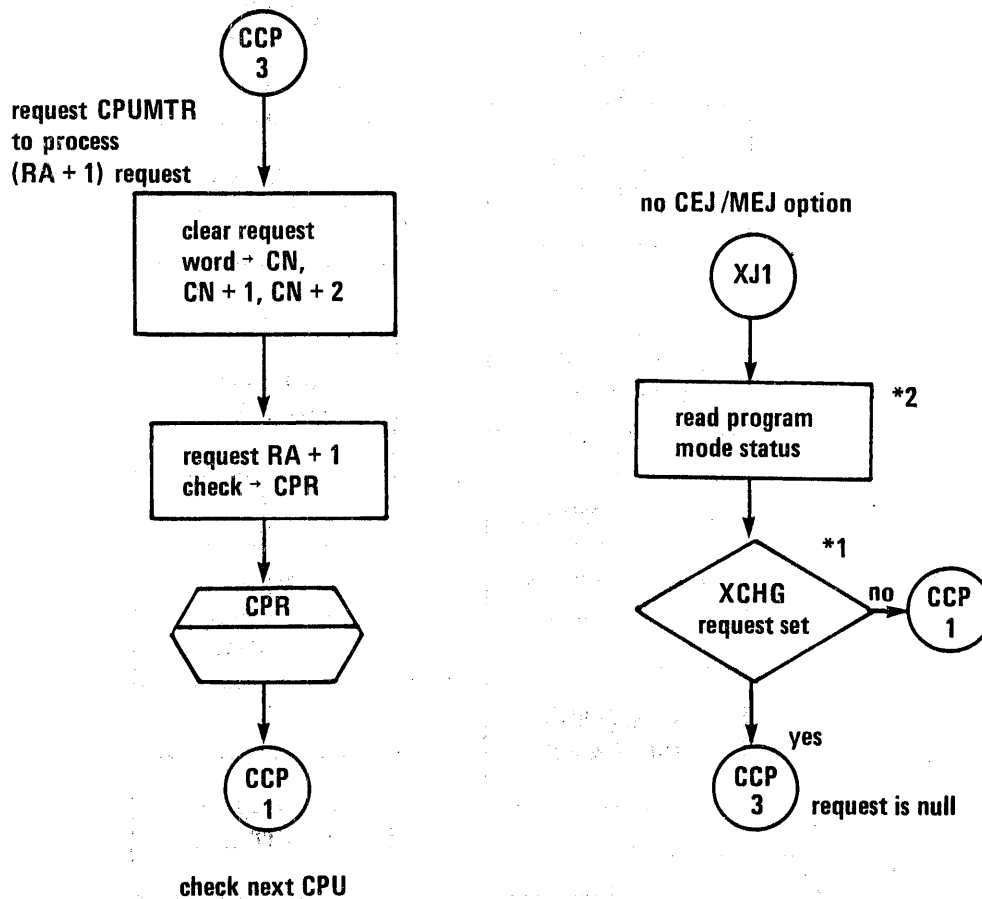 CCP
3
request CPUMTR
to process
(RA + 1) request
clear request
word → CN,
CN + 1, CN + 2
request RA + 1
check → CPR
CPR
CCP
1
check next CPU
no CEJ/MEJ option
XJ1
*2
read program
mode status
*1
XCHG
request set
no
CCP
1
yes
CCP
3
request is null